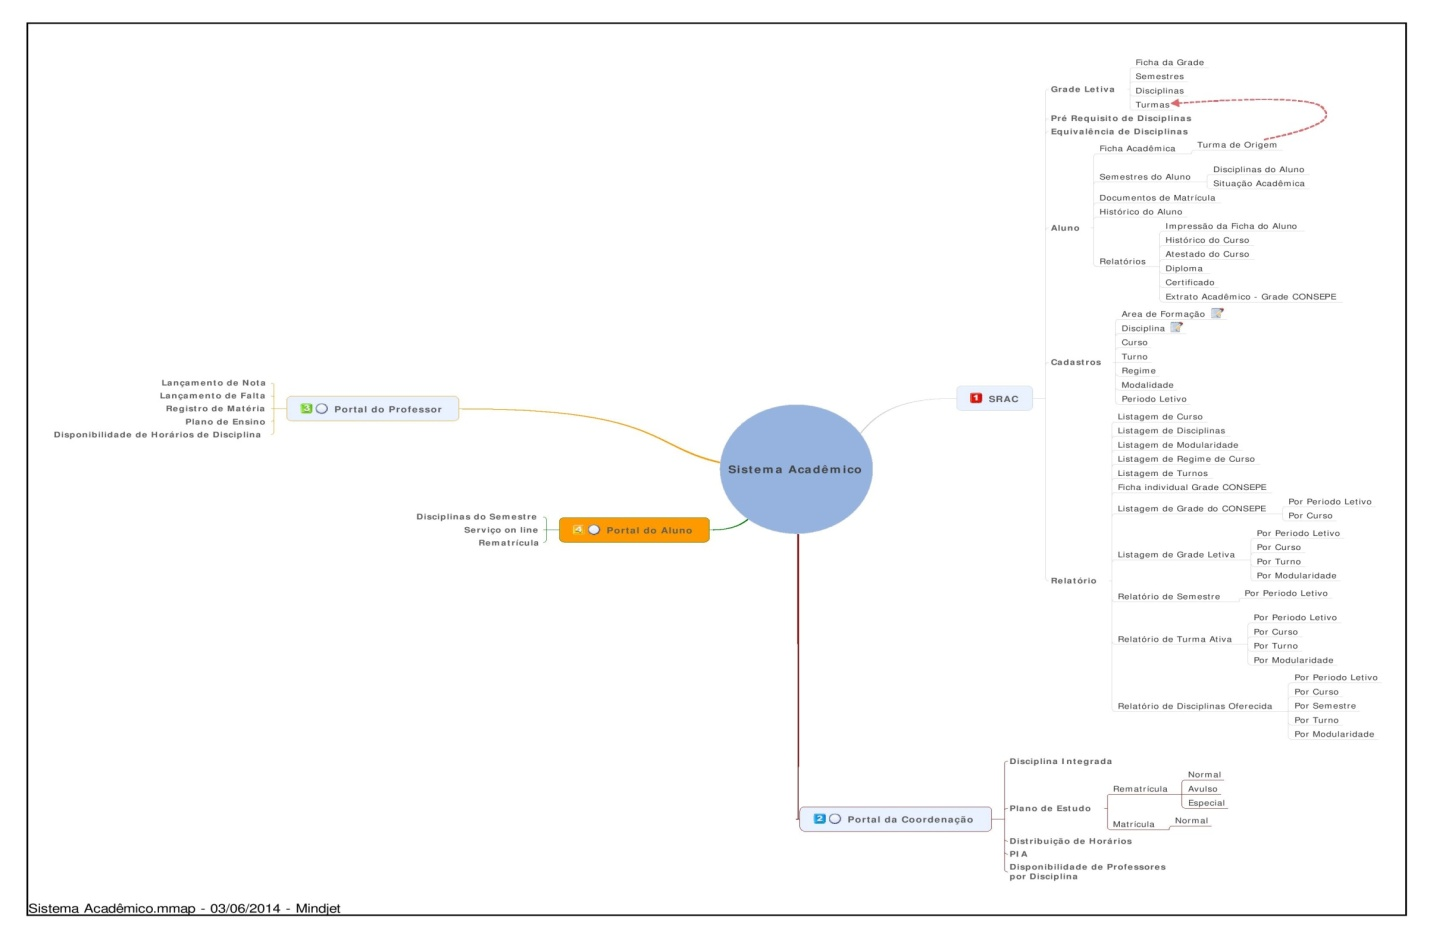 Ficha da Grade
Semestres
Grade Letiva
Disciplinas
Turmas
Pré Requisito de Disciplinas
Equivalência de Disciplinas
Ficha Acadêmica
Turma de Origem
Semestres do Aluno
Disciplinas do Aluno
Situação Acadêmica
Documentos de Matrícula
Histórico do Aluno
Aluno
Relatórios
Impressão da Ficha do Aluno
Histórico do Curso
Atestado do Curso
Diploma
Certificado
Extrato Acadêmico - Grade CONSEPE
Cadastros
Area de Formação
Disciplina
Curso
Turno
Regime
Modalidade
Periodo Letivo
1 SRAC
Relatório
Listagem de Curso
Listagem de Disciplinas
Listagem de Modularidade
Listagem de Regime de Curso
Listagem de Turnos
Ficha individual Grade CONSEPE
Listagem de Grade do CONSEPE
Por Periodo Letivo
Por Curso
Listagem de Grade Letiva
Por Periodo Letivo
Por Curso
Por Turno
Por Modularidade
Relatório de Semestre
Por Periodo Letivo
Relatório de Turma Ativa
Por Periodo Letivo
Por Curso
Por Turno
Por Modularidade
Relatório de Disciplinas Oferecida
Por Periodo Letivo
Por Curso
Por Semestre
Por Turno
Por Modularidade
Sistema Acadêmico
Lançamento de Nota
Lançamento de Falta
Registro de Matéria
Plano de Ensino
Disponibilidade de Horários de Disciplina
3 Portal do Professor
Disciplinas do Semestre
Serviço on line
Rematrícula
4 Portal do Aluno
2 Portal da Coordenação
Disciplina Integrada
Plano de Estudo
Rematrícula
Normal
Avulso
Especial
Matrícula
Normal
Distribuição de Horários
PIA
Disponibilidade de Professores
por Disciplina
Sistema Acadêmico.mmap - 03/06/2014 - Mindjet